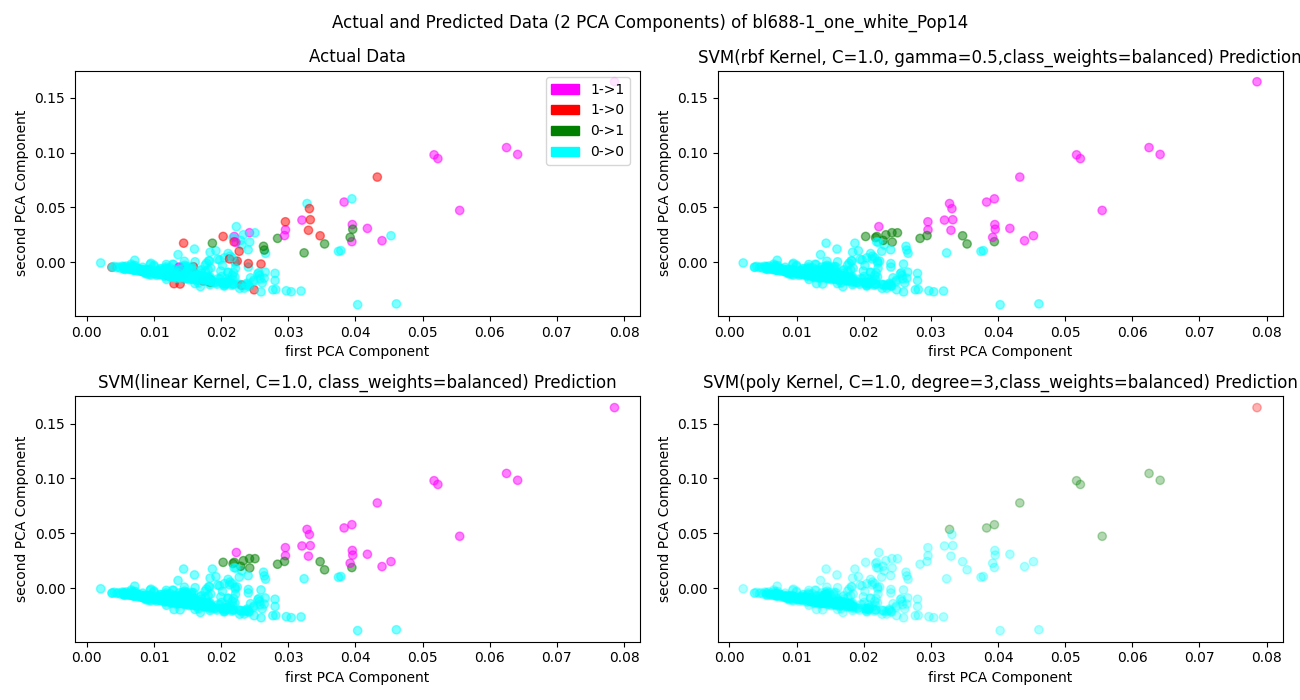 Actual and Predicted Data (2 PCA Components) of bl688-1_one_white_Pop14
Actual Data
second PCA Component
0.15
0.10
0.05
0.00
1->1
1->0
0->1
0->0
0.00 0.01 0.02 0.03 0.04 0.05 0.06 0.07 0.08
first PCA Component
SVM(rbf Kernel, C=1.0, gamma=0.5,class_weights=balanced) Prediction
second PCA Component
0.15
0.10
0.05
0.00
0.00 0.01 0.02 0.03 0.04 0.05 0.06 0.07 0.08
first PCA Component
SVM(linear Kernel, C=1.0, class_weights=balanced) Prediction
second PCA Component
0.15
0.10
0.05
0.00
0.00 0.01 0.02 0.03 0.04 0.05 0.06 0.07 0.08
first PCA Component
SVM(poly Kernel, C=1.0, degree=3,class_weights=balanced) Prediction
second PCA Component
0.15
0.10
0.05
0.00
0.00 0.01 0.02 0.03 0.04 0.05 0.06 0.07 0.08
first PCA Component